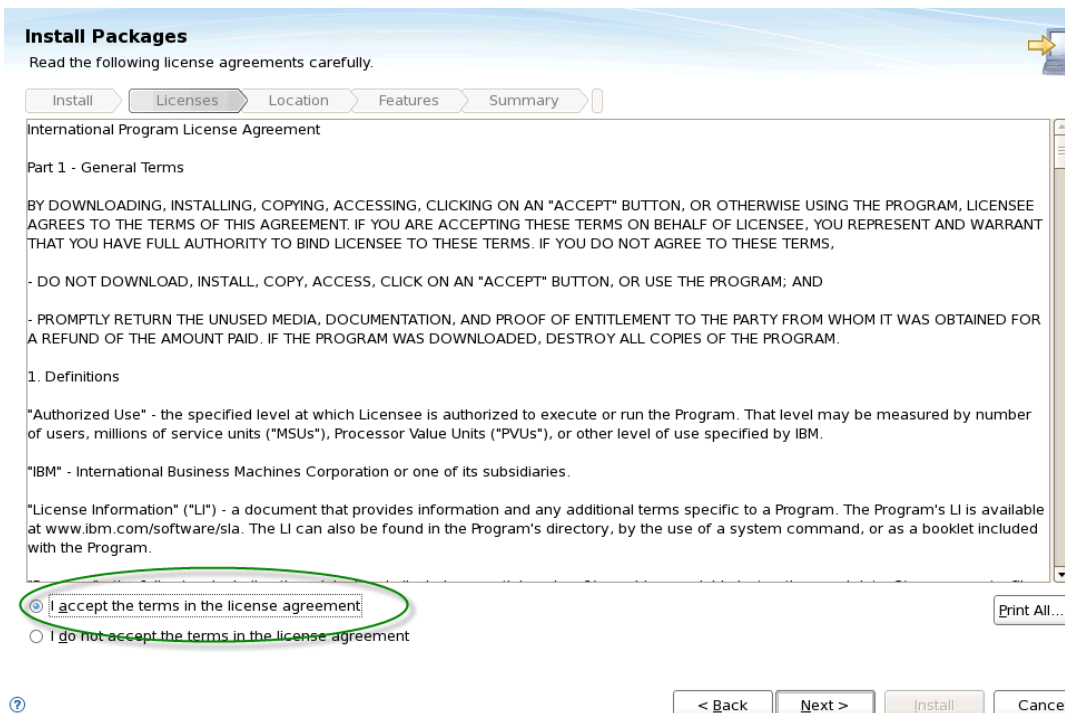 Install Packages
Read the following license agreements carefully.
Install
Licenses
Location
Features
Summary
International Program License Agreement
Part 1 - General Terms
BY DOWNLOADING, INSTALLING, COPYING, ACCESSING, CLICKING ON AN "ACCEPT" BUTTON, OR OTHERWISE USING THE PROGRAM, LICENSEE
AGREES TO THE TERMS OF THIS AGREEMENT. IF YOU ARE ACCEPTING THESE TERMS ON BEHALF OF LICENSEE, YOU REPRESENT AND WARRANT
THAT YOU HAVE FULL AUTHORITY TO BIND LICENSEE TO THESE TERMS. IF YOU DO NOT AGREE TO THESE TERMS,
- DO NOT DOWNLOAD, INSTALL, COPY, ACCESS, CLICK ON AN "ACCEPT" BUTTON, OR USE THE PROGRAM; AND
- PROMPTLY RETURN THE UNUSED MEDIA, DOCUMENTATION, AND PROOF OF ENTITLEMENT TO THE PARTY FROM WHOM IT WAS OBTAINED FOR
A REFUND OF THE AMOUNT PAID. IF THE PROGRAM WAS DOWNLOADED, DESTROY ALL COPIES OF THE PROGRAM.
1. Definitions
"Authorized Use" - the specified level at which Licensee is authorized to execute or run the Program. That level may be measured by number
of users, millions of service units ("MSUs"), Processor Value Units ("PVUs"), or other level of use specified by IBM.
"IBM" - International Business Machines Corporation or one of its subsidiaries.
"License Information" ("LI") - a document that provides information and any additional terms specific to a Program. The Program's LI is available
at www.ibm.com/software/sla. The LI can also be found in the Program's directory, by the use of a system command, or as a booklet included
with the Program.
I accept the terms in the license agreement
Print All...
I do not accept the terms in the license agreement
?
< Back
Next >
Install
Cance